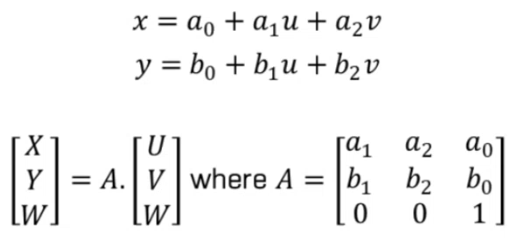 x = a₀ + a₁u + a₂v
y = b₀ + b₁u + b₂v
[X Y W] = A. [U V W] where A = [a₁ a₂ a₀
b₁ b₂ b₀
0 0 1]